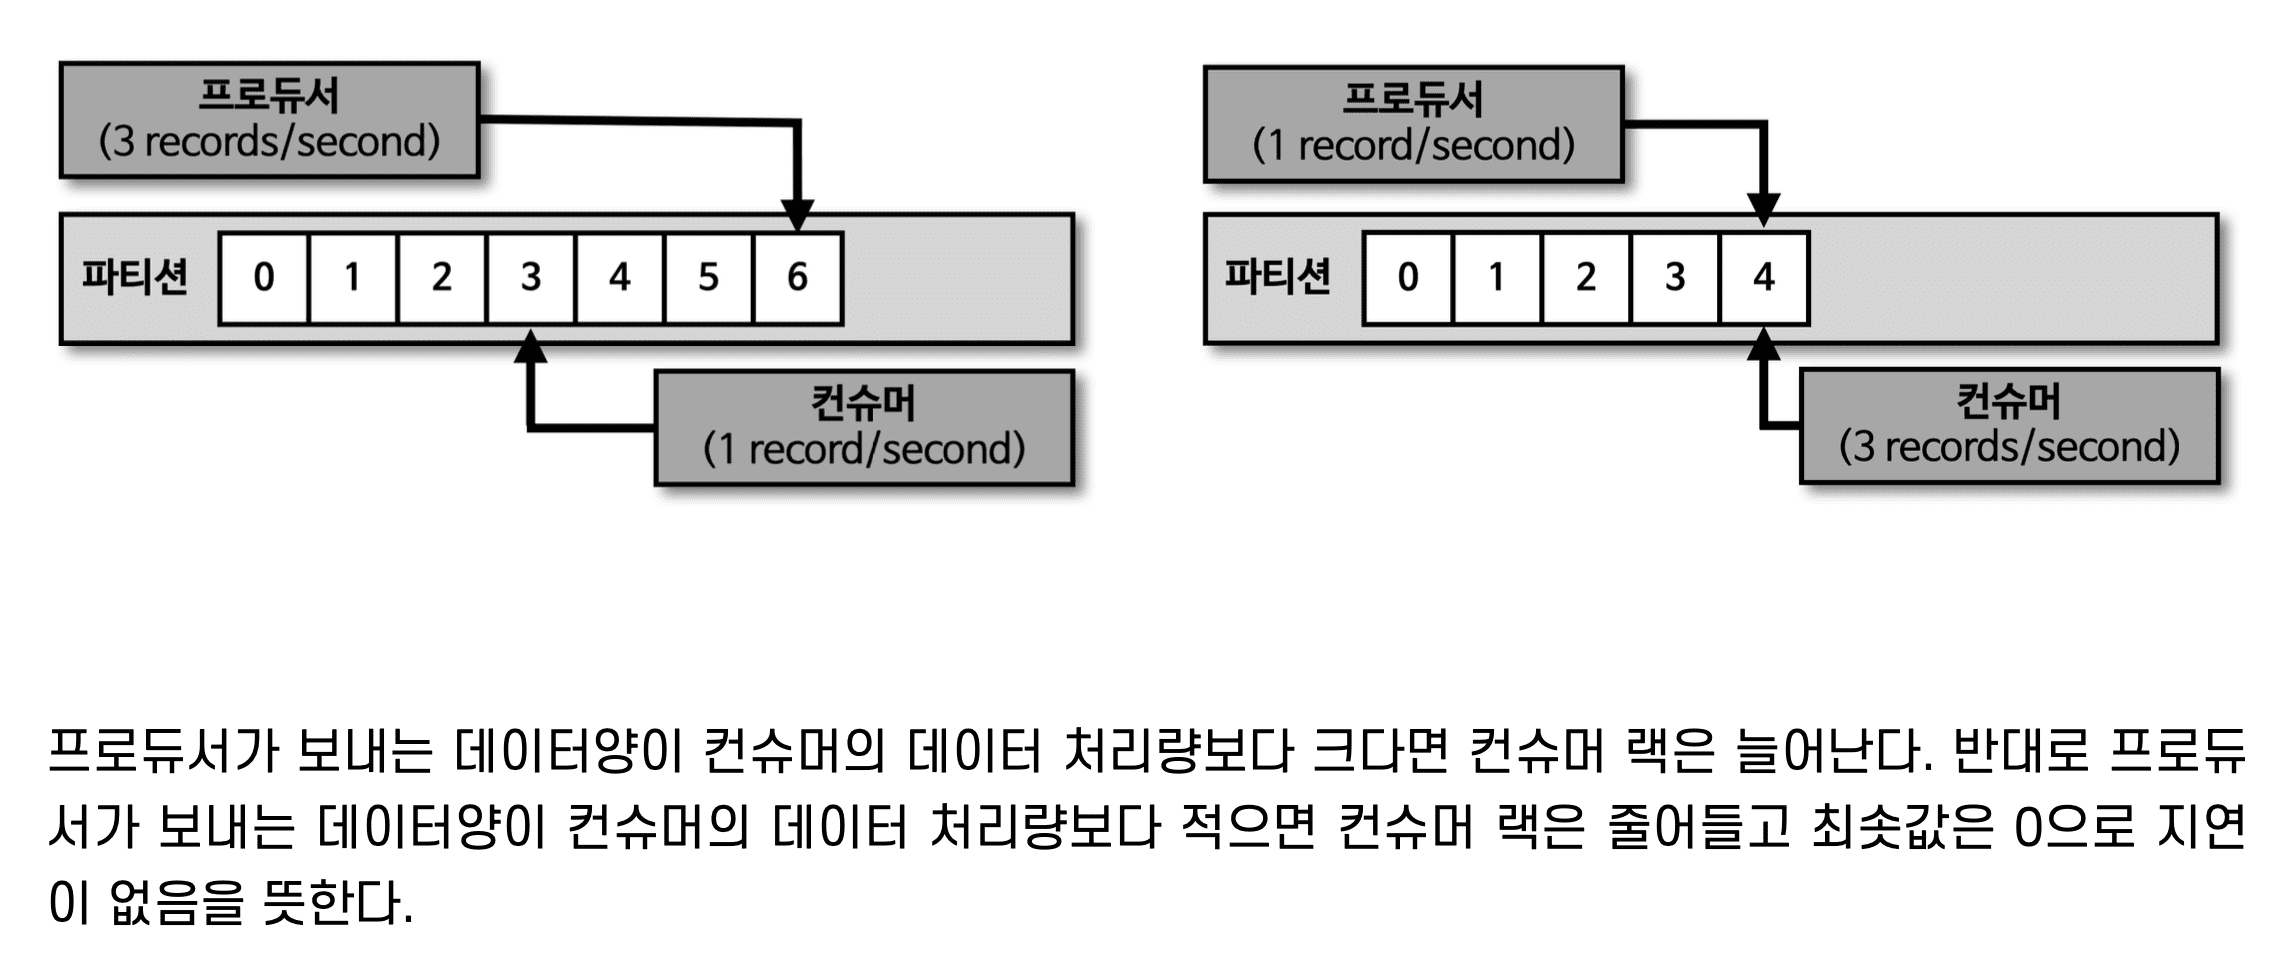 프로듀서
(3 records/second)
파티션 0 1 2 3 4 5 6
컨슈머
(1 record/second)
프로듀서
(1 record/second)
파티션 0 1 2 3 4
컨슈머
(3 records/second)
프로듀서가 보내는 데이터양이 컨슈머의 데이터 처리량보다 크다면 컨슈머 랙은 늘어난다. 반대로 프로듀
서가 보내는 데이터양이 컨슈머의 데이터 처리량보다 적으면 컨슈머 랙은 줄어들고 최솟값은 0으로 지연
이 없음을 뜻한다.